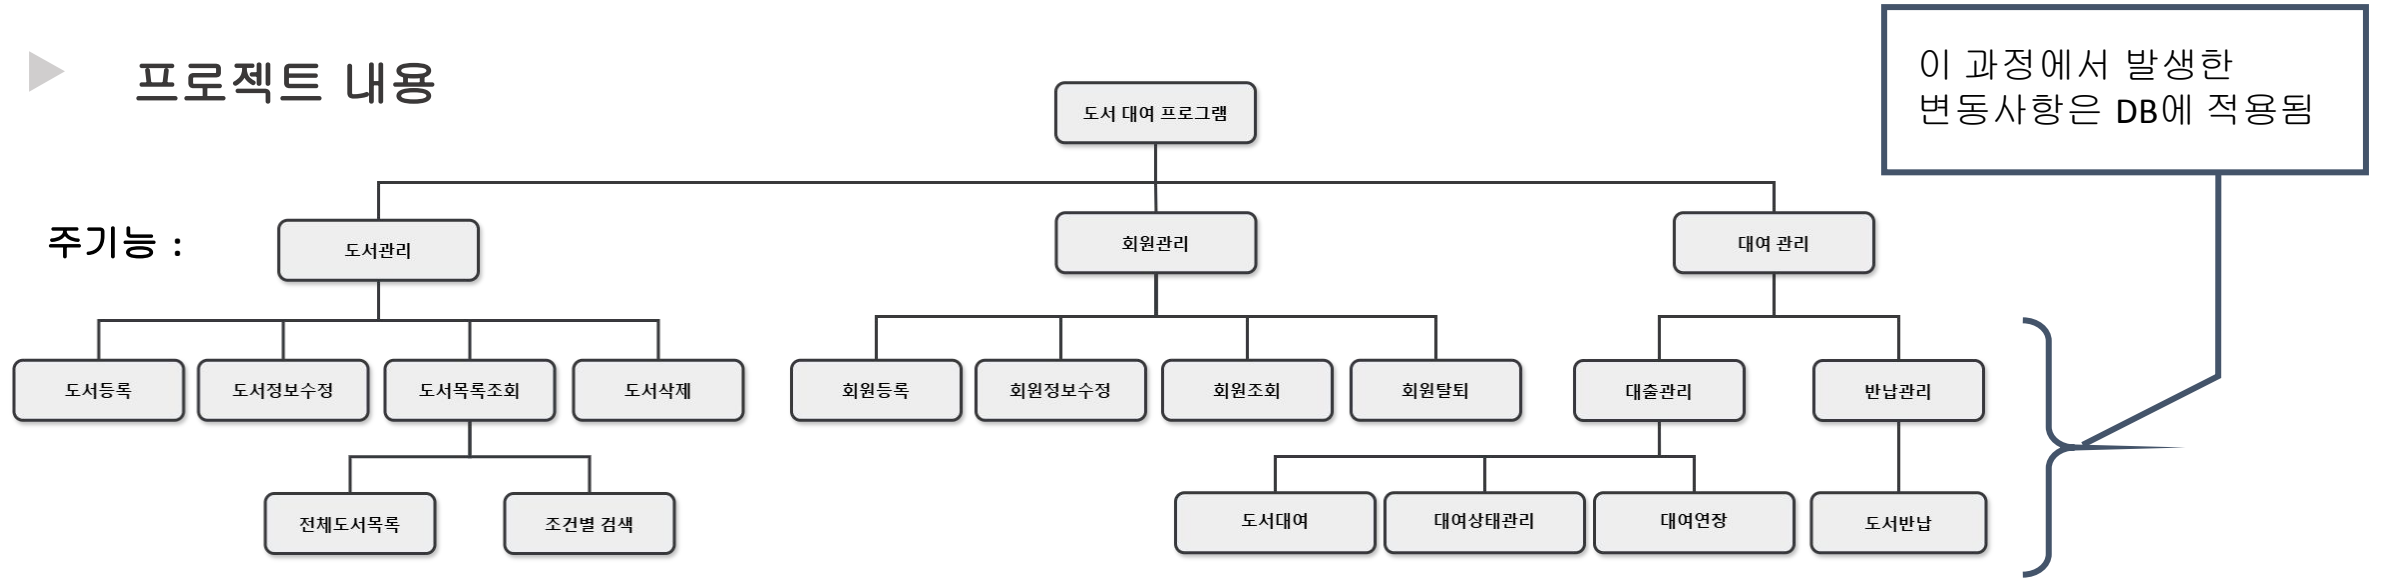 프로젝트 내용
이 과정에서 발생한
변동사항은 DB에 적용됨
도서 대여 프로그램
주기능 :
도서관리
회원관리
대여 관리
도서등록
도서정보수정
도서목록조회
도서삭제
회원등록
회원정보수정
회원조회
회원탈퇴
대출관리
반납관리
전체도서목록
조건별 검색
도서대여
대여상태관리
대여연장
도서반납